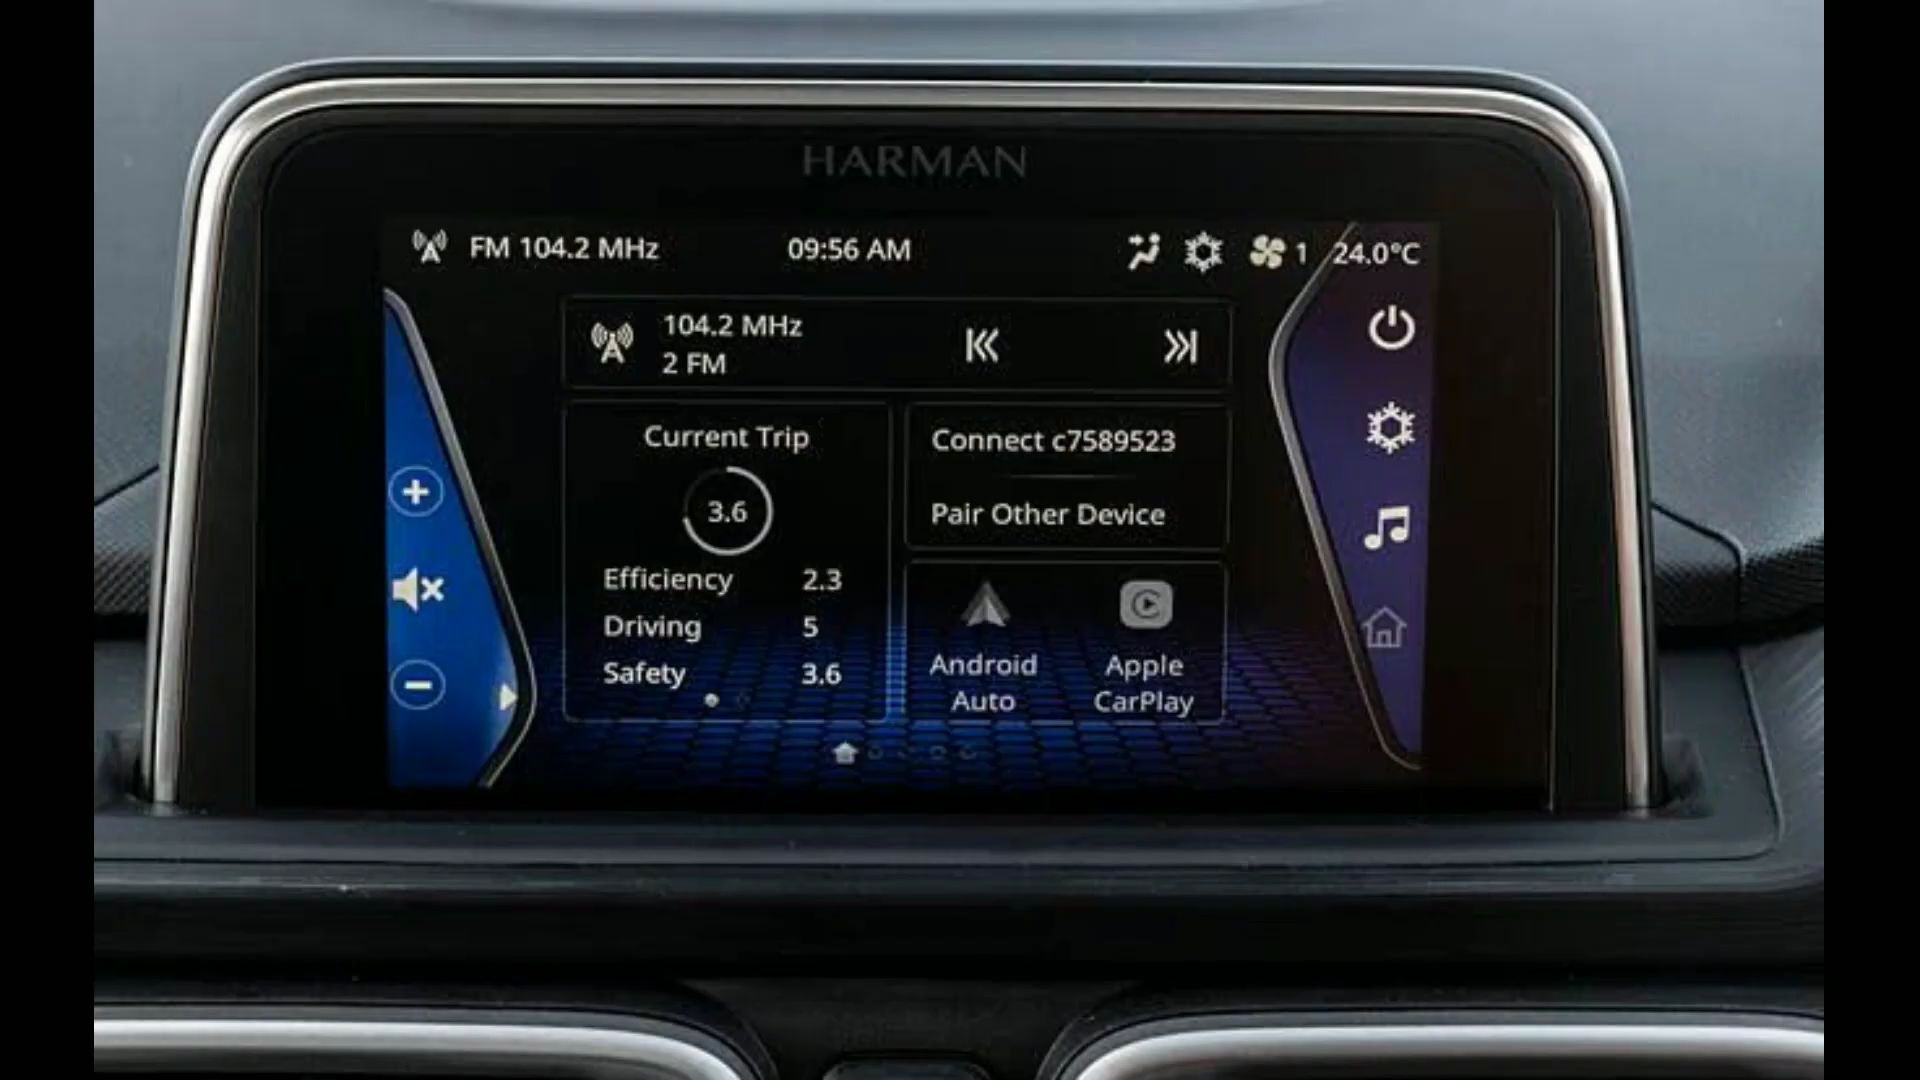 HARMAN
FM 104.2 MHz 09:56 AM 1 24.0°C
104.2 MHz
2 FM
Current Trip
3.6
Efficiency 2.3
Driving 5
Safety 3.6
Connect c7589523
Pair Other Device
Android
Auto
Apple
CarPlay